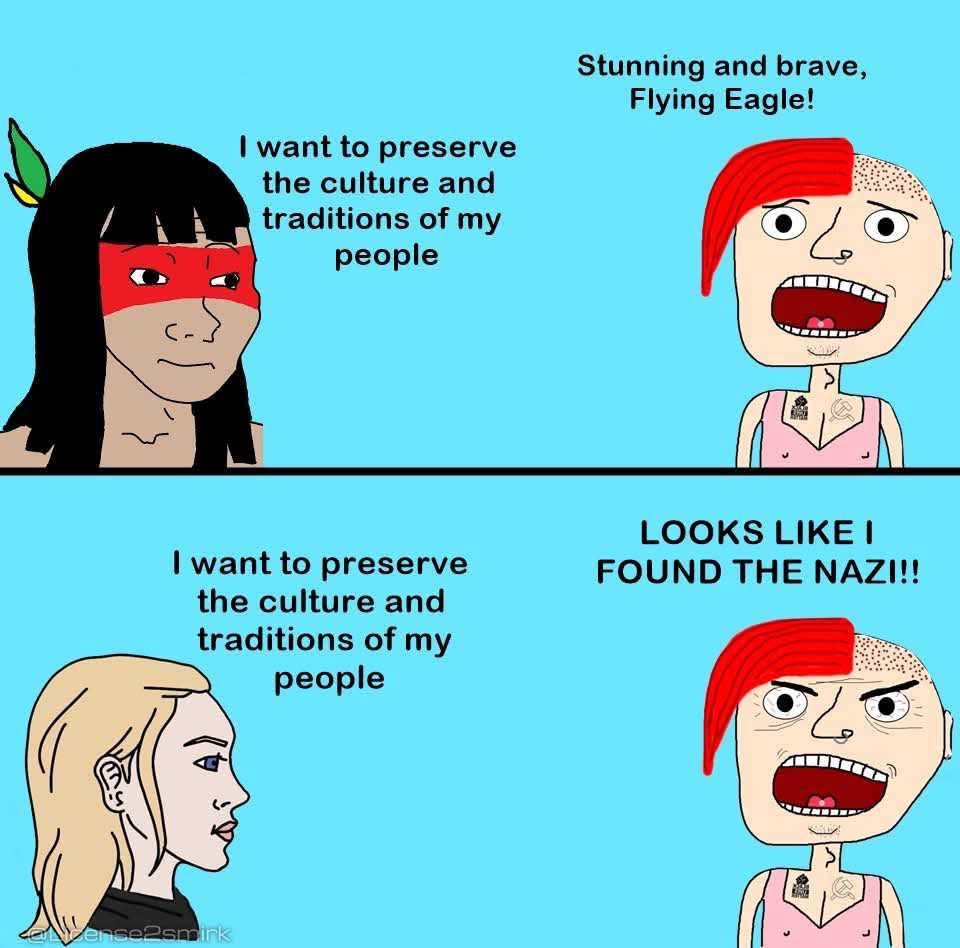 Stunning and brave,
Flying Eagle!
I want to preserve
the culture and
traditions of my
people
LOOKS LIKE I
FOUND THE NAZI!!
I want to preserve
the culture and
traditions of my
people
@License2smirk